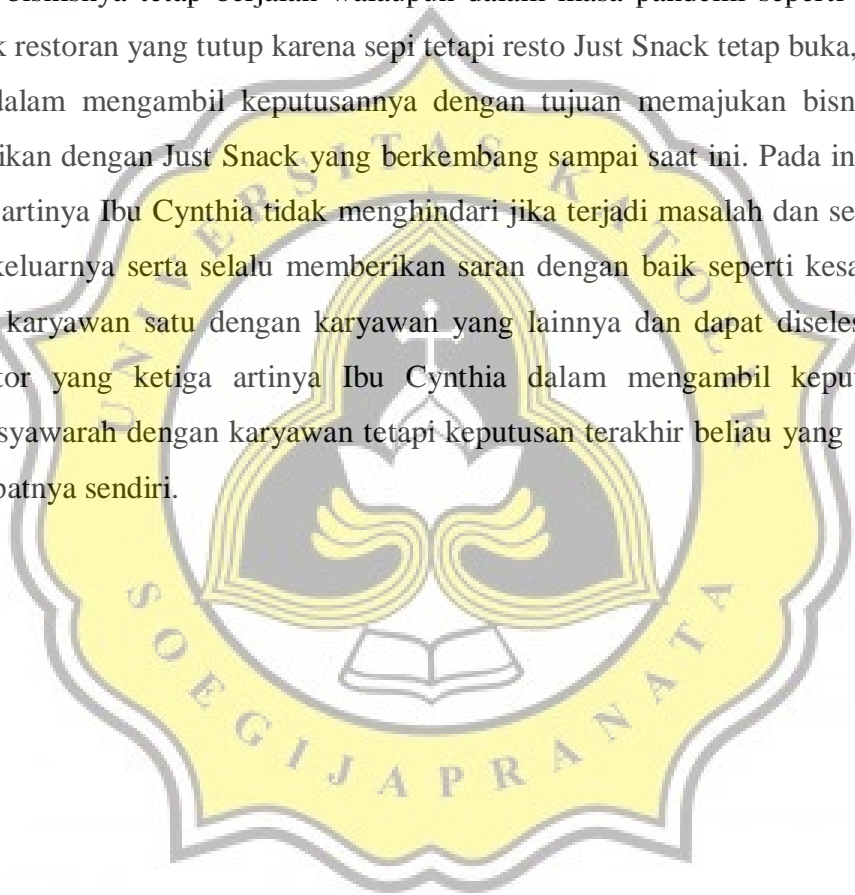 bisnisnya tetap berjalan walaupun dalam masa pandemi seperti
k restoran yang tutup karena sepi tetapi resto Just Snack tetap buka,
dalam mengambil keputusannya dengan tujuan memajukan bisn
ikan dengan Just Snack yang berkembang sampai saat ini. Pada in
artinya Ibu Cynthia tidak menghindari jika terjadi masalah dan se
keluarnya serta selalu memberikan saran dengan baik seperti kesa
karyawan satu dengan karyawan yang lainnya dan dapat diseles
tor yang ketiga artinya Ibu Cynthia dalam mengambil keput
syawarah dengan karyawan tetapi keputusan terakhir beliau yang
patnya sendiri.
UNIVERSITAS KATOLIK
SOEGIJAPRANATA